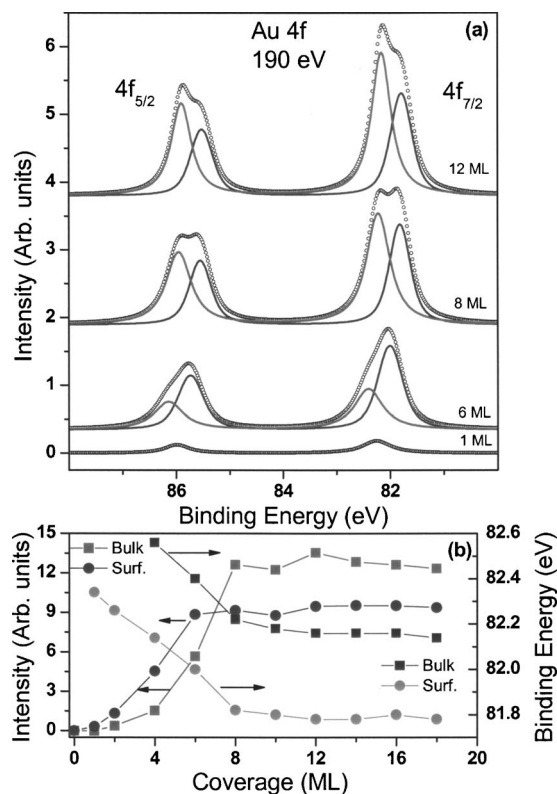 Au 4f
190 eV
(a)
4f5/2
4f7/2
12 ML
8 ML
6 ML
1 ML
6
5
4
3
2
1
0
Intensity (Arb. units)
86
84
82
Binding Energy (eV)
(b)
Bulk
Surf.
Bulk
Surf.
15
12
9
6
3
0
Intensity (Arb. units)
82.6
82.4
82.2
82.0
81.8
Binding Energy (eV)
0
4
8
12
16
20
Coverage (ML)